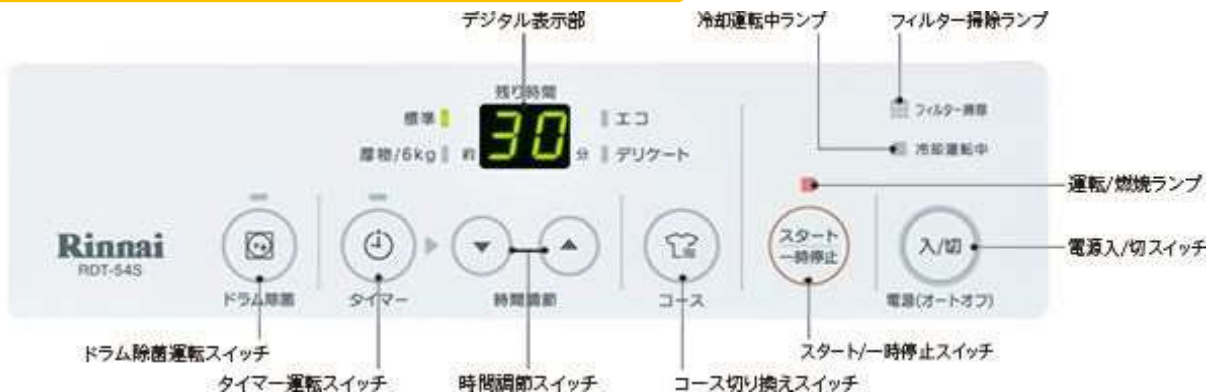 デジタル表示部
冷却運転中ランプ
フィルター掃除ランプ
残り時間
標準
30
エコ
フィルター掃除
厚物/6kg
約
分
デリケート
冷却運転中
運転/燃焼ランプ
Rinnai
RDT-54S
スタート
一時停止
入/切
電源入/切スイッチ
ドラム除菌
タイマー
時間調節
コース
電源(オートオフ)
ドラム除菌運転スイッチ
スタート/一時停止スイッチ
タイマー運転スイッチ
時間調節スイッチ
コース切り換えスイッチ